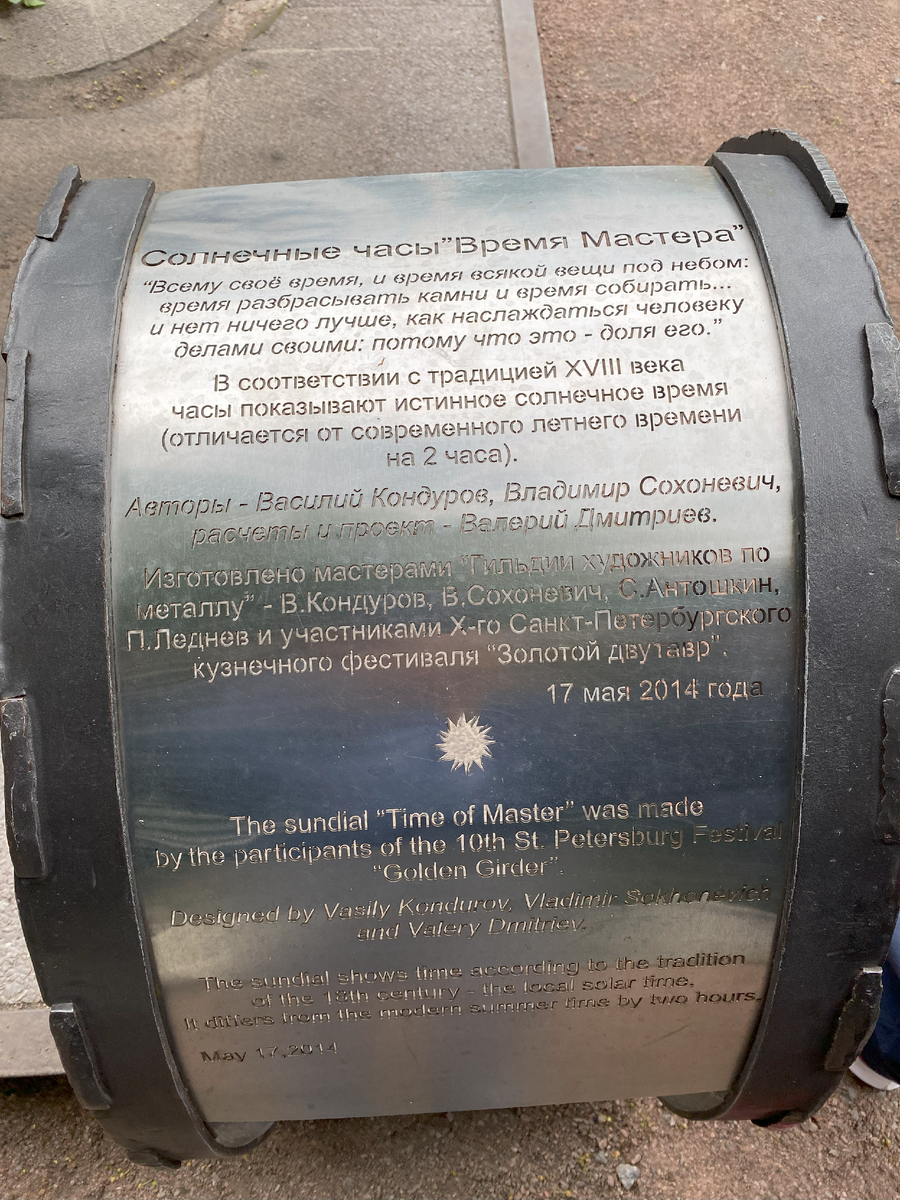 Солнечные часы"Время Мастера"
"Всему своё время, и время всякой вещи под небом:
время разбрасывать камни и время собирать...
и нет ничего лучше, как наслаждаться человеку
делами своими: потому что это - доля его."
В соответствии с традицией XVIII века
часы показывают истинное солнечное время
(отличается от современного летнего времени
на 2 часа).
Авторы - Василий Кондуров, Владимир Сохоневич,
расчеты и проект - Валерий Дмитриев.
Изготовлено мастерами "Гильдии художников по
металлу" - В.Кондуров, В.Сохоневич, С.Антошкин,
П.Леднев и участниками X-го Санкт-Петербургского
кузнечного фестиваля "Золотой двутавр".
17 мая 2014 года
The sundial "Time of Master" was made
by the participants of the 10th St. Petersburg Festival
"Golden Girder".
Designed by Vasily Kondurov, Vladimir Sokhonevich
and Valery Dmitriev.
The sundial shows time according to the tradition
of the 18th century - the local solar time.
It differs from the modern summer time by two hours.
May 17,2014